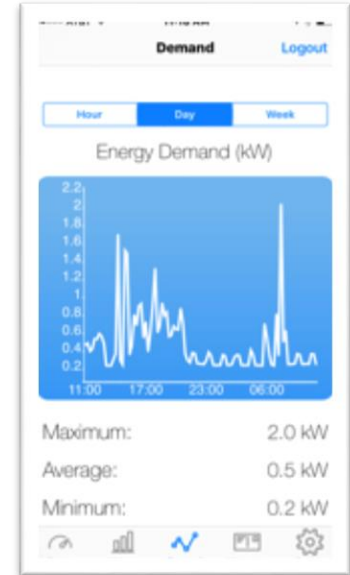 Demand Logout
Hour Day Week
Energy Demand (kW)
2.2
2
1.8
1.6
1.4
1.2
1
0.8
0.6
0.4
0.2
11:00 17:00 23:00 06:00
Maximum: 2.0 kW
Average: 0.5 kW
Minimum: 0.2 kW